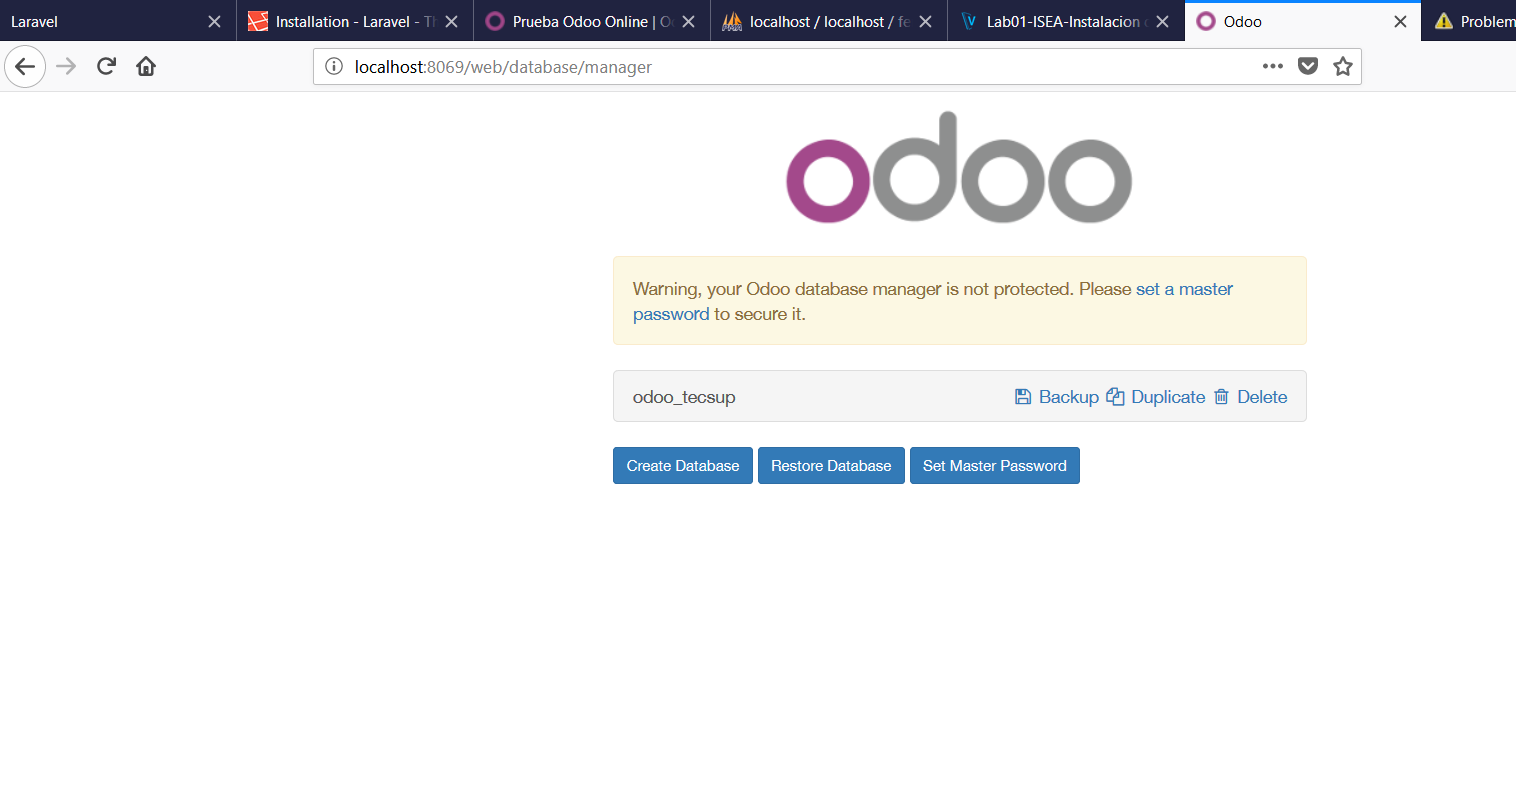 Laravel
Installation - Laravel - Th
Prueba Odoo Online | O
localhost / localhost / fe
Lab01-ISEA-Instalacion
Odoo
Problem
localhost:8069/web/database/manager
odoo
Warning, your Odoo database manager is not protected. Please set a master
password to secure it.
odoo_tecsup
Backup Duplicate Delete
Create Database Restore Database Set Master Password